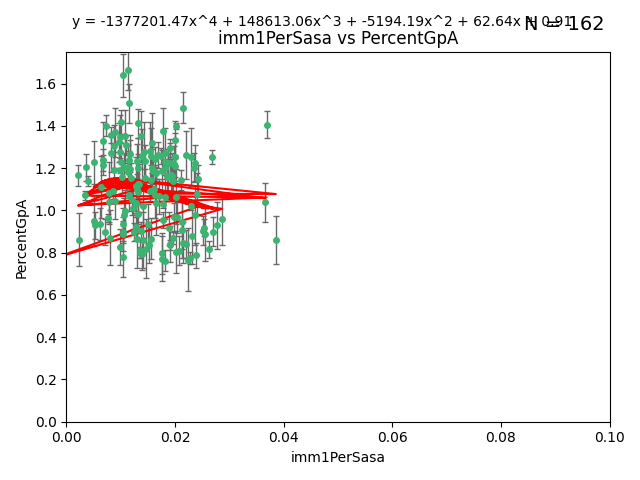 y = -1377201.47x^4 + 148613.06x^3 + -5194.19x^2 + 62.64x + 0.91
N = 162
imm1PerSasa vs PercentGpA
1.6
1.4
1.2
1.0
0.8
0.6
0.4
0.2
0.0
PercentGpA
0.00 0.02 0.04 0.06 0.08 0.10
imm1PerSasa